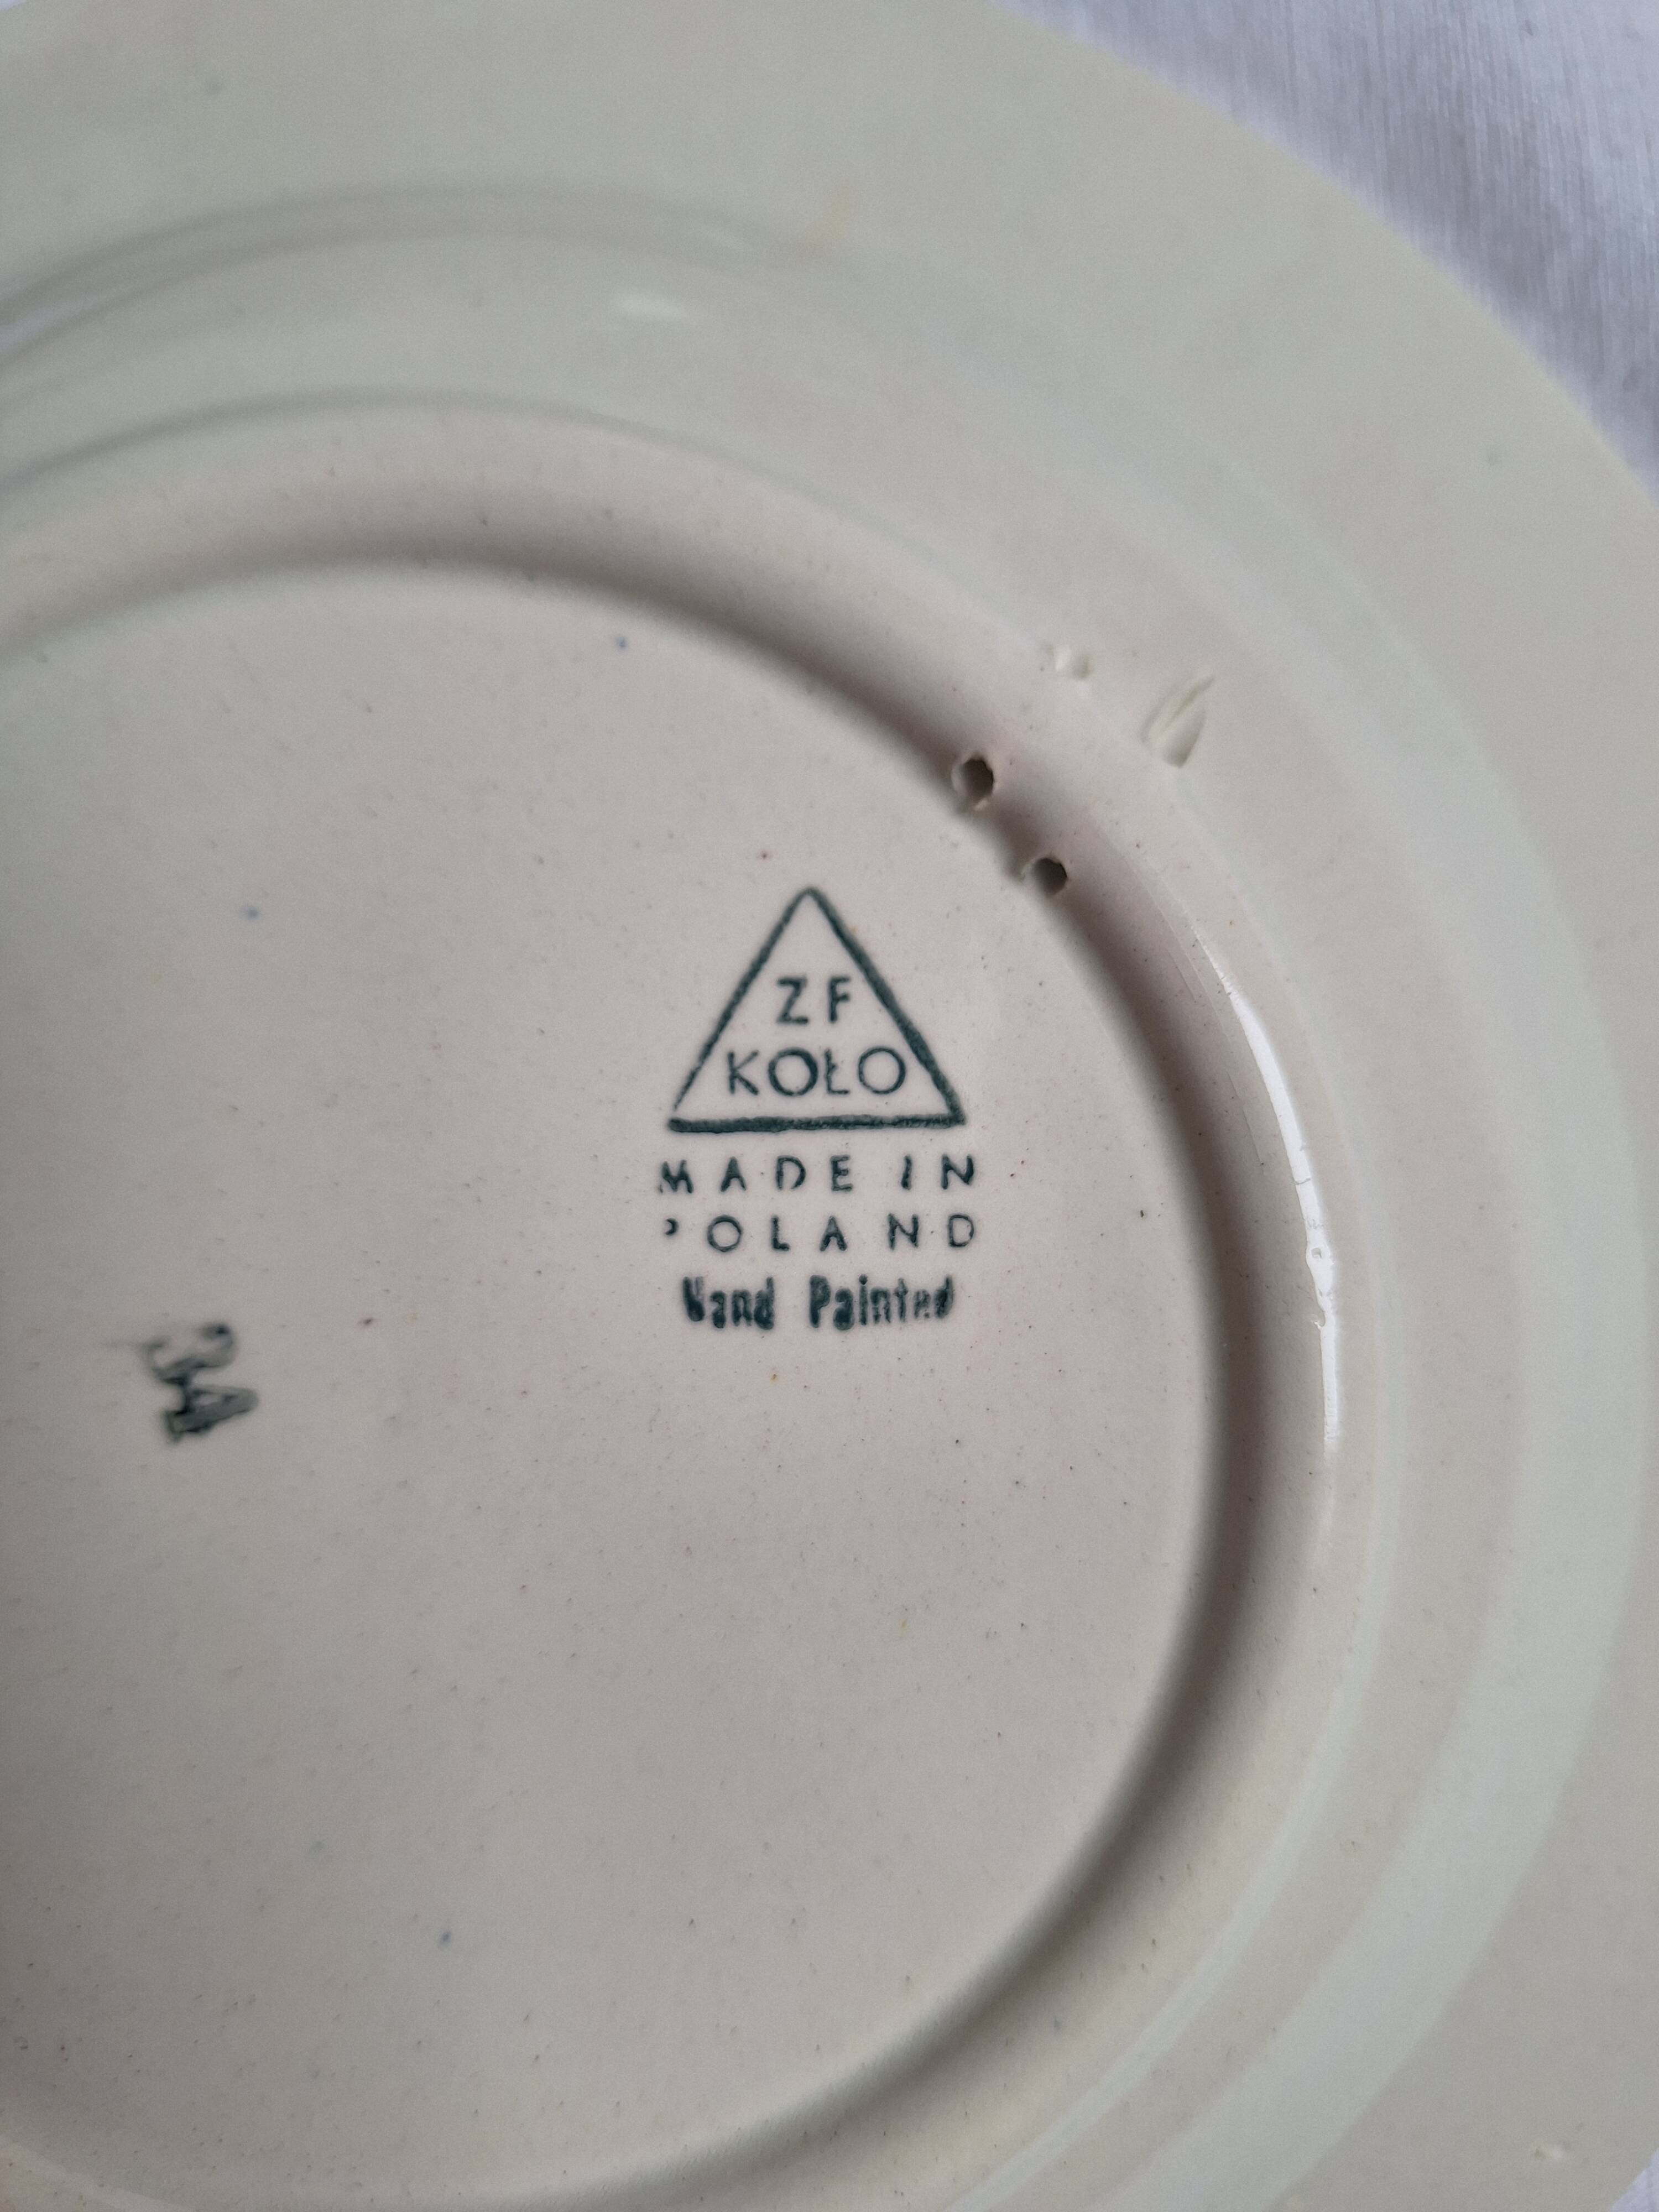 ZF
KOŁO
MADE IN
POLAND
Hand Painted
34